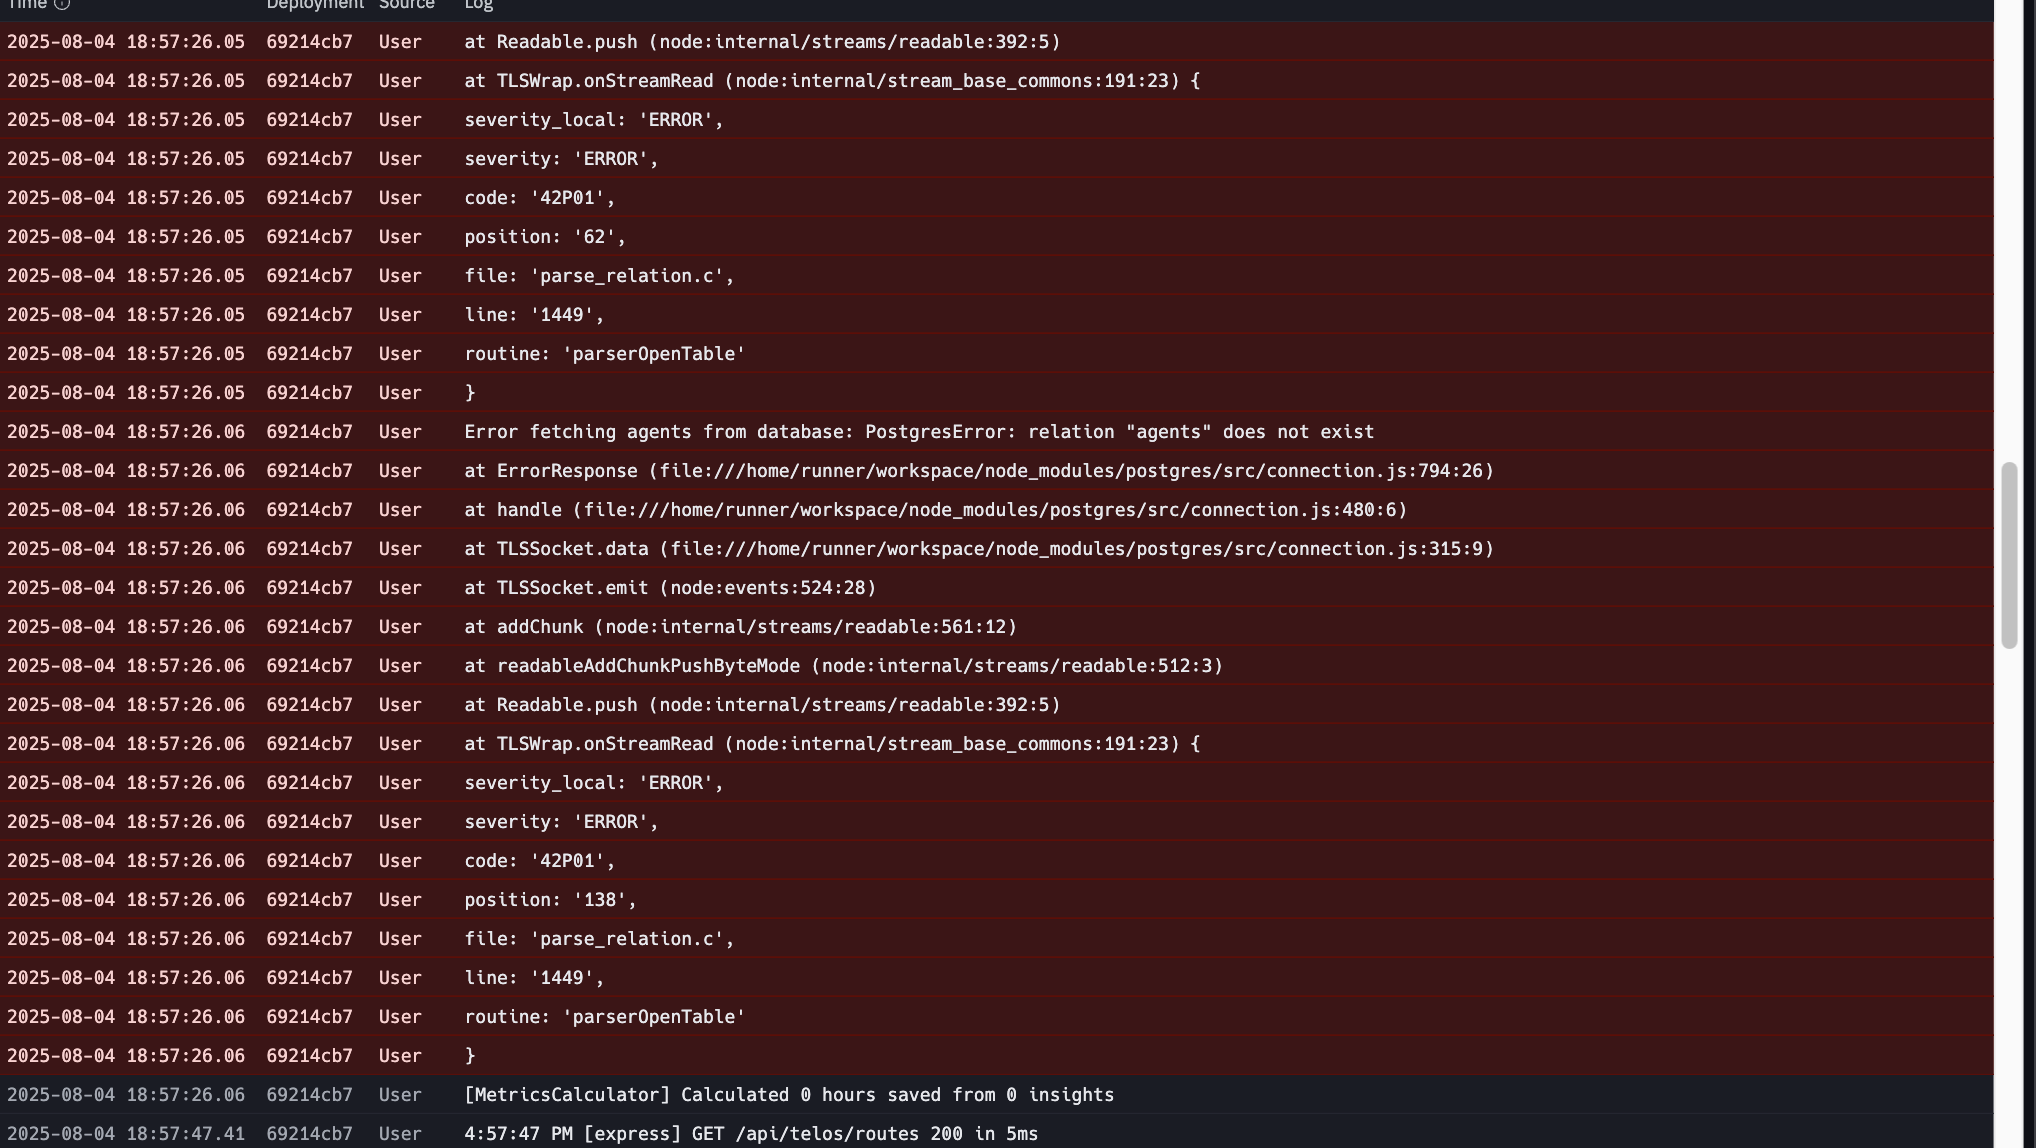 Time Deployment Source Log
2025-08-04 18:57:26.05 69214cb7 User at Readable.push (node:internal/streams/readable:392:5)
2025-08-04 18:57:26.05 69214cb7 User at TLSWrap.onStreamRead (node:internal/stream_base_commons:191:23) {
2025-08-04 18:57:26.05 69214cb7 User severity_local: 'ERROR',
2025-08-04 18:57:26.05 69214cb7 User severity: 'ERROR',
2025-08-04 18:57:26.05 69214cb7 User code: '42P01',
2025-08-04 18:57:26.05 69214cb7 User position: '62',
2025-08-04 18:57:26.05 69214cb7 User file: 'parse_relation.c',
2025-08-04 18:57:26.05 69214cb7 User line: '1449',
2025-08-04 18:57:26.05 69214cb7 User routine: 'parserOpenTable'
2025-08-04 18:57:26.05 69214cb7 User }
2025-08-04 18:57:26.06 69214cb7 User Error fetching agents from database: PostgresError: relation "agents" does not exist
2025-08-04 18:57:26.06 69214cb7 User at ErrorResponse (file:///home/runner/workspace/node_modules/postgres/src/connection.js:794:26)
2025-08-04 18:57:26.06 69214cb7 User at handle (file:///home/runner/workspace/node_modules/postgres/src/connection.js:480:6)
2025-08-04 18:57:26.06 69214cb7 User at TLSSocket.data (file:///home/runner/workspace/node_modules/postgres/src/connection.js:315:9)
2025-08-04 18:57:26.06 69214cb7 User at TLSSocket.emit (node:events:524:28)
2025-08-04 18:57:26.06 69214cb7 User at addChunk (node:internal/streams/readable:561:12)
2025-08-04 18:57:26.06 69214cb7 User at readableAddChunkPushByteMode (node:internal/streams/readable:512:3)
2025-08-04 18:57:26.06 69214cb7 User at Readable.push (node:internal/streams/readable:392:5)
2025-08-04 18:57:26.06 69214cb7 User at TLSWrap.onStreamRead (node:internal/stream_base_commons:191:23) {
2025-08-04 18:57:26.06 69214cb7 User severity_local: 'ERROR',
2025-08-04 18:57:26.06 69214cb7 User severity: 'ERROR',
2025-08-04 18:57:26.06 69214cb7 User code: '42P01',
2025-08-04 18:57:26.06 69214cb7 User position: '138',
2025-08-04 18:57:26.06 69214cb7 User file: 'parse_relation.c',
2025-08-04 18:57:26.06 69214cb7 User line: '1449',
2025-08-04 18:57:26.06 69214cb7 User routine: 'parserOpenTable'
2025-08-04 18:57:26.06 69214cb7 User }
2025-08-04 18:57:26.06 69214cb7 User [MetricsCalculator] Calculated 0 hours saved from 0 insights
2025-08-04 18:57:47.41 69214cb7 User 4:57:47 PM [express] GET /api/telos/routes 200 in 5ms